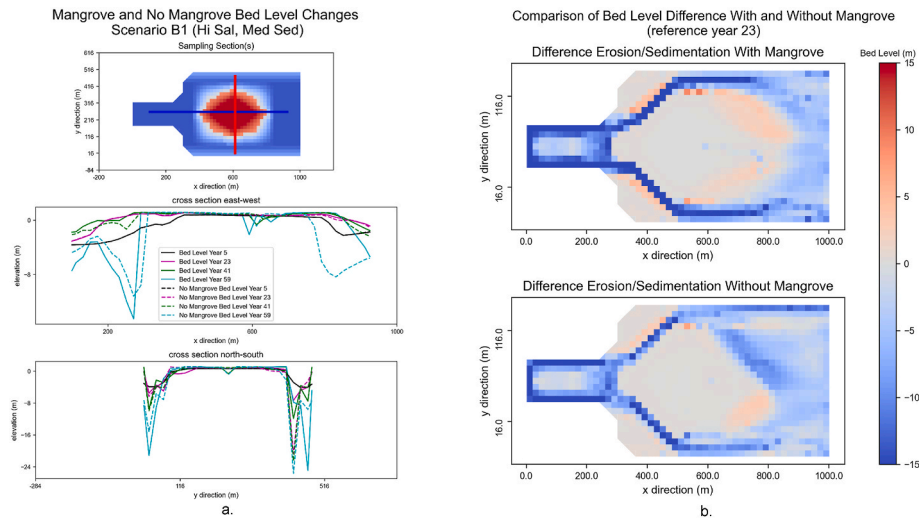 Mangrove and No Mangrove Bed Level Changes
Scenario B1 (Hi Sal, Med Sed)
Sampling Section(s)
y direction (m)
616
516
416
316
216
116
16
-84
-200 0 200 400 600 800 1000
x direction (m)
cross section east-west
elevation (m)
0
-8
Bed Level Year 5
Bed Level Year 23
Bed Level Year 41
Bed Level Year 59
No Mangrove Bed Level Year 5
No Mangrove Bed Level Year 23
No Mangrove Bed Level Year 41
No Mangrove Bed Level Year 59
200 600 1000
x direction (m)
cross section north-south
elevation (m)
0
-8
-16
-24
-284 116 516
y direction (m)
a.
Comparison of Bed Level Difference With and Without Mangrove
(reference year 23)
Difference Erosion/Sedimentation With Mangrove
y direction (m)
116.0
16.0
0.0 200.0 400.0 600.0 800.0 1000.0
x direction (m)
Difference Erosion/Sedimentation Without Mangrove
y direction (m)
116.0
16.0
0.0 200.0 400.0 600.0 800.0 1000.0
x direction (m)
Bed Level (m)
15
10
5
0
−5
−10
−15
b.